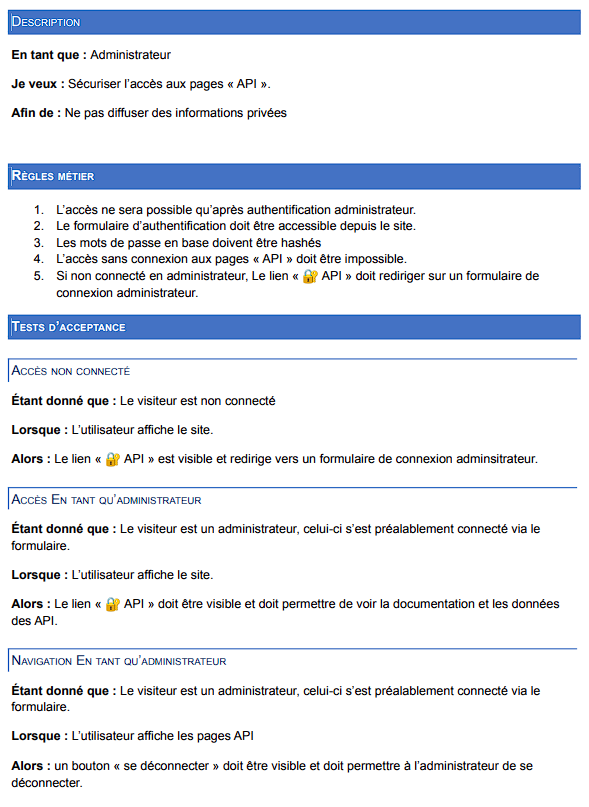 Description
En tant que : Administrateur
Je veux : Sécuriser l'accès aux pages « API ».
Afin de : Ne pas diffuser des informations privées
Règles métier
1. L'accès ne sera possible qu'après authentification administrateur.
2. Le formulaire d'authentification doit être accessible depuis le site.
3. Les mots de passe en base doivent être hashés
4. L'accès sans connexion aux pages « API » doit être impossible.
5. Si non connecté en administrateur, Le lien « 🔐 API » doit rediriger sur un formulaire de
connexion administrateur.
Tests d'acceptance
Accès non connecté
Étant donné que : Le visiteur est non connecté
Lorsque : L'utilisateur affiche le site.
Alors : Le lien « 🔐 API » est visible et redirige vers un formulaire de connexion adminsitrateur.
Accès En tant qu'administrateur
Étant donné que : Le visiteur est un administrateur, celui-ci s'est préalablement connecté via le
formulaire.
Lorsque : L'utilisateur affiche le site.
Alors : Le lien « 🔐 API » doit être visible et doit permettre de voir la documentation et les données
des API.
Navigation En tant qu'administrateur
Étant donné que : Le visiteur est un administrateur, celui-ci s'est préalablement connecté via le
formulaire.
Lorsque : L'utilisateur affiche les pages API
Alors : un bouton « se déconnecter » doit être visible et doit permettre à l'administrateur de se
déconnecter.